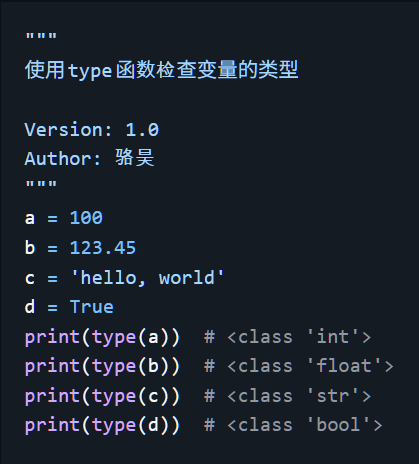 """
使用type函数检查变量的类型

Version: 1.0
Author: 骆昊
"""
a = 100
b = 123.45
c = 'hello, world'
d = True
print(type(a))  # <class 'int'>
print(type(b))  # <class 'float'>
print(type(c))  # <class 'str'>
print(type(d))  # <class 'bool'>